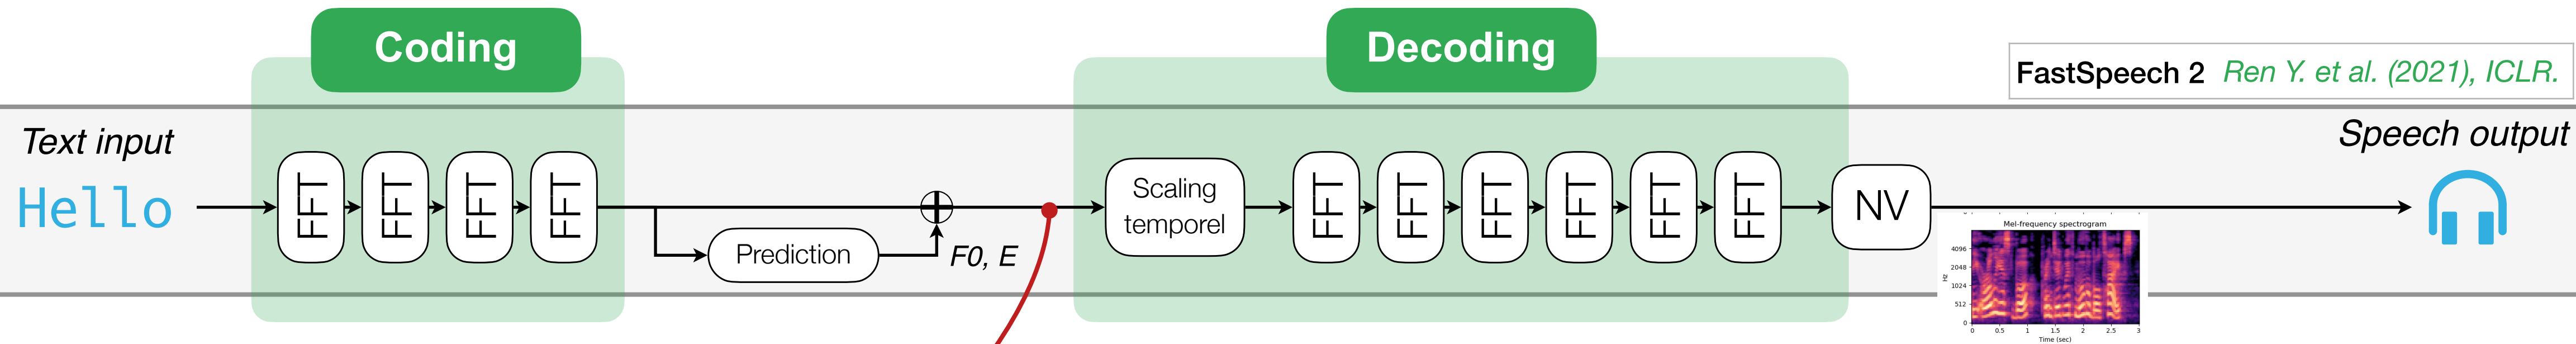 Coding
Decoding
FastSpeech 2 Ren Y. et al. (2021), ICLR.
Text input
Speech output
Hello
FFT
FFT
FFT
FFT
Prediction
F0, E
Scaling
temporel
FFT
FFT
FFT
FFT
FFT
FFT
NV
Mel-frequency spectrogram
4096
2048
1024
512
0
Hz
0 0.5 1 1.5 2 2.5 3
Time (sec)